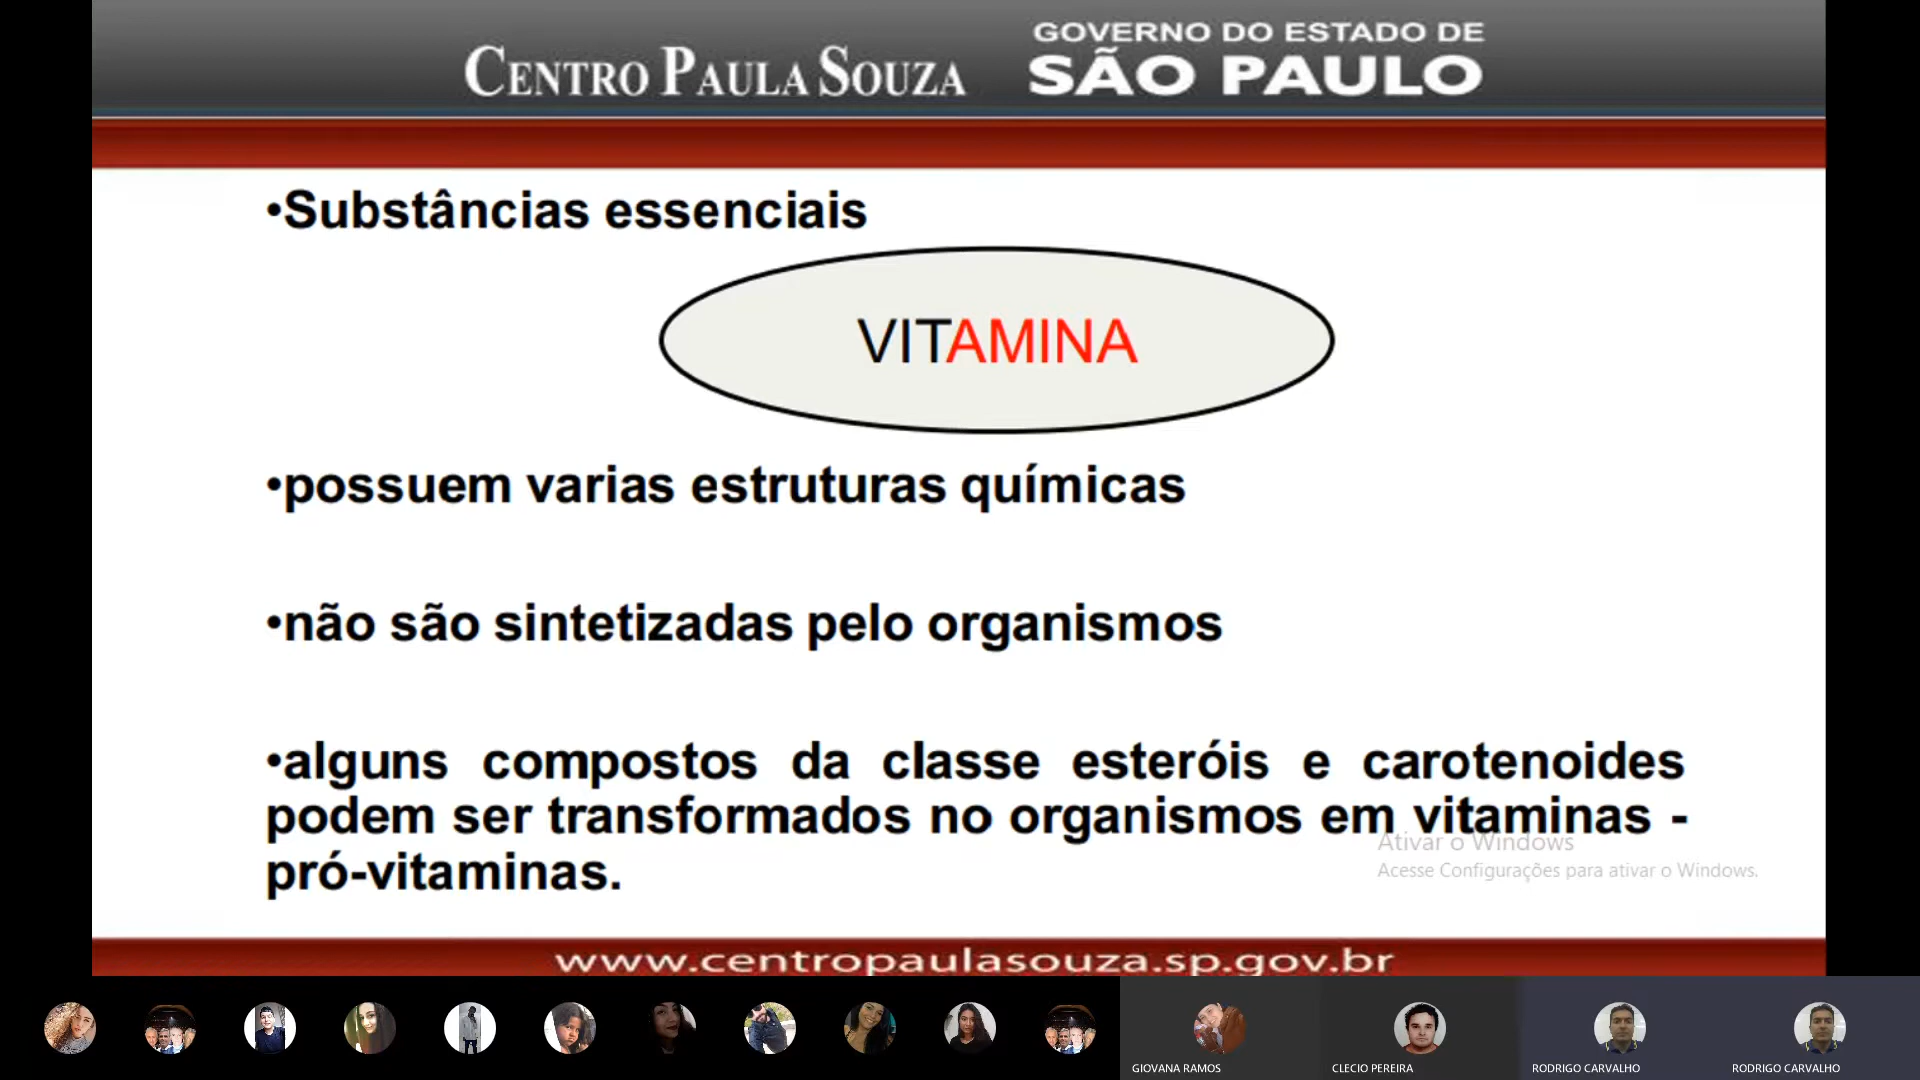 CENTRO PAULA SOUZA
GOVERNO DO ESTADO DE
SÃO PAULO
•Substâncias essenciais
VITAMINA
•possuem varias estruturas químicas
•não são sintetizadas pelo organismos
•alguns compostos da classe esteróis e carotenoides
podem ser transformados no organismos em vitaminas -
pró-vitaminas.
Ativar o Windows
Acesse Configurações para ativar o Windows.
www.centropaulasouza.sp.gov.br
GIOVANA RAMOS
CLECIO PEREIRA
RODRIGO CARVALHO
RODRIGO CARVALHO